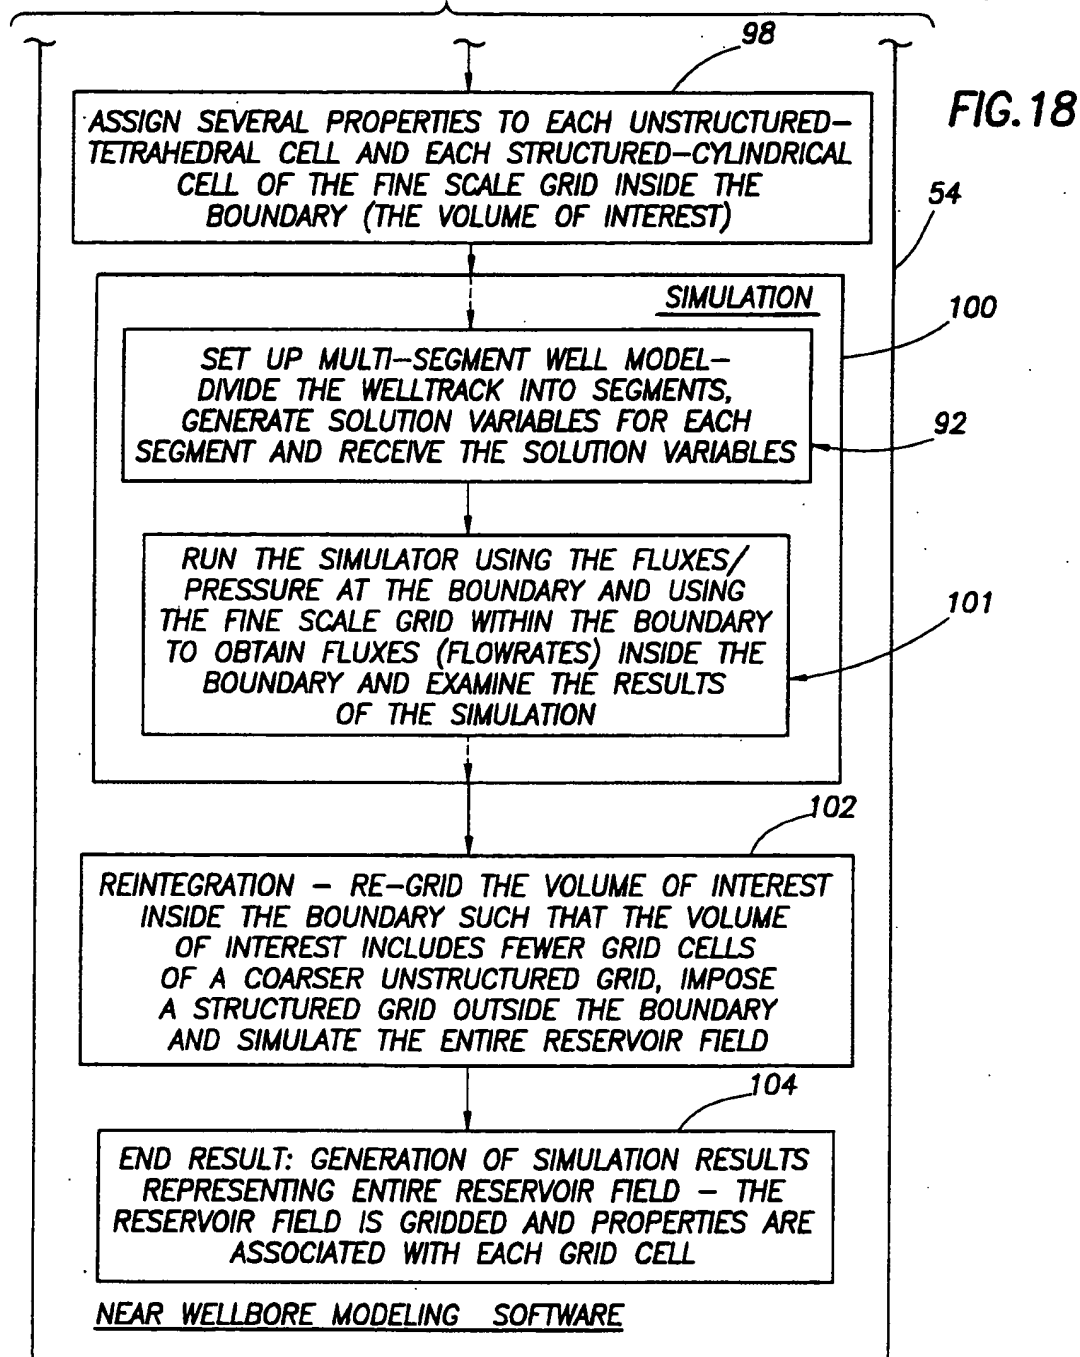 98
FIG.18
ASSIGN SEVERAL PROPERTIES TO EACH UNSTRUCTURED-
TETRAHEDRAL CELL AND EACH STRUCTURED-CYLINDRICAL
CELL OF THE FINE SCALE GRID INSIDE THE
BOUNDARY (THE VOLUME OF INTEREST)
54
SIMULATION
100
SET UP MULTI-SEGMENT WELL MODEL-
DIVIDE THE WELLTRACK INTO SEGMENTS,
GENERATE SOLUTION VARIABLES FOR EACH
SEGMENT AND RECEIVE THE SOLUTION VARIABLES
92
RUN THE SIMULATOR USING THE FLUXES/
PRESSURE AT THE BOUNDARY AND USING
THE FINE SCALE GRID WITHIN THE BOUNDARY
TO OBTAIN FLUXES (FLOWRATES) INSIDE THE
BOUNDARY AND EXAMINE THE RESULTS
OF THE SIMULATION
101
102
REINTEGRATION - RE-GRID THE VOLUME OF INTEREST
INSIDE THE BOUNDARY SUCH THAT THE VOLUME
OF INTEREST INCLUDES FEWER GRID CELLS
OF A COARSER UNSTRUCTURED GRID, IMPOSE
A STRUCTURED GRID OUTSIDE THE BOUNDARY
AND SIMULATE THE ENTIRE RESERVOIR FIELD
104
END RESULT: GENERATION OF SIMULATION RESULTS
REPRESENTING ENTIRE RESERVOIR FIELD - THE
RESERVOIR FIELD IS GRIDDED AND PROPERTIES ARE
ASSOCIATED WITH EACH GRID CELL
NEAR WELLBORE MODELING SOFTWARE